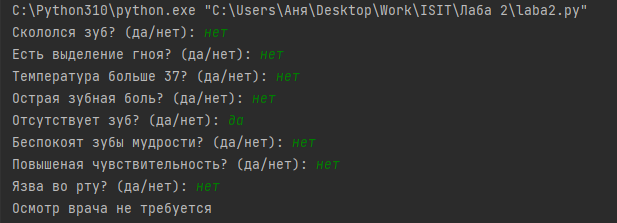 C:\Python310\python.exe "C:\Users\Аня\Desktop\Work\ISIT\Лаба 2\laba2.py"
Скололся зуб? (да/нет): нет
Есть выделение гноя? (да/нет): нет
Температура больше 37? (да/нет): нет
Острая зубная боль? (да/нет): нет
Отсутствует зуб? (да/нет): да
Беспокоят зубы мудрости? (да/нет): нет
Повышеная чувствительность? (да/нет): нет
Язва во рту? (да/нет): нет
Осмотр врача не требуется